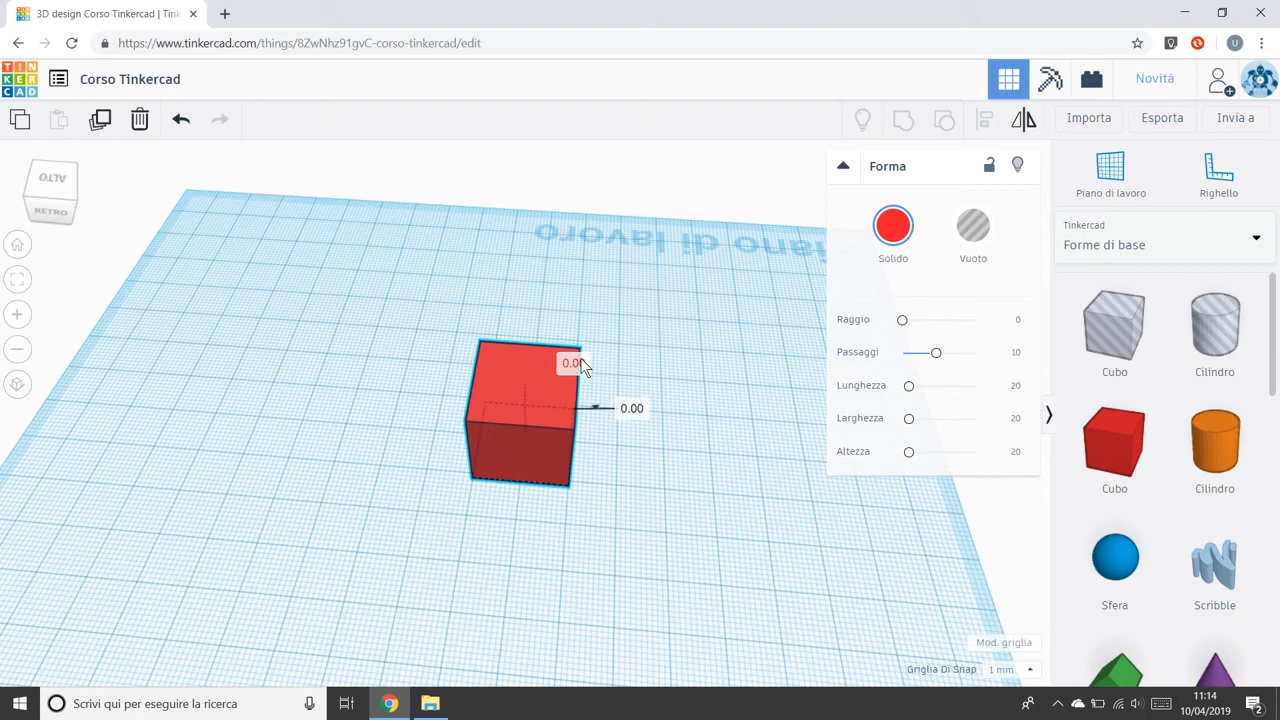 3D design Corso Tinkercad | Tink
https://www.tinkercad.com/things/8ZwNhz91gvC-corso-tinkercad/edit
U
TIN
KER
CAD
Corso Tinkercad
Novità
Importa
Esporta
Invia a
ALTO
RETRO
Piano di lavoro
Forma
Solido
Vuoto
Raggio 0
Passaggi 10
Lunghezza 20
Larghezza 20
Altezza 20
0.00
0.00
Piano di lavoro
Righello
Tinkercad
Forme di base
Cubo
Cilindro
Cubo
Cilindro
Sfera
Scribble
Mod. griglia
Griglia Di Snap 1 mm
Scrivi qui per eseguire la ricerca
11:14
10/04/2019
2